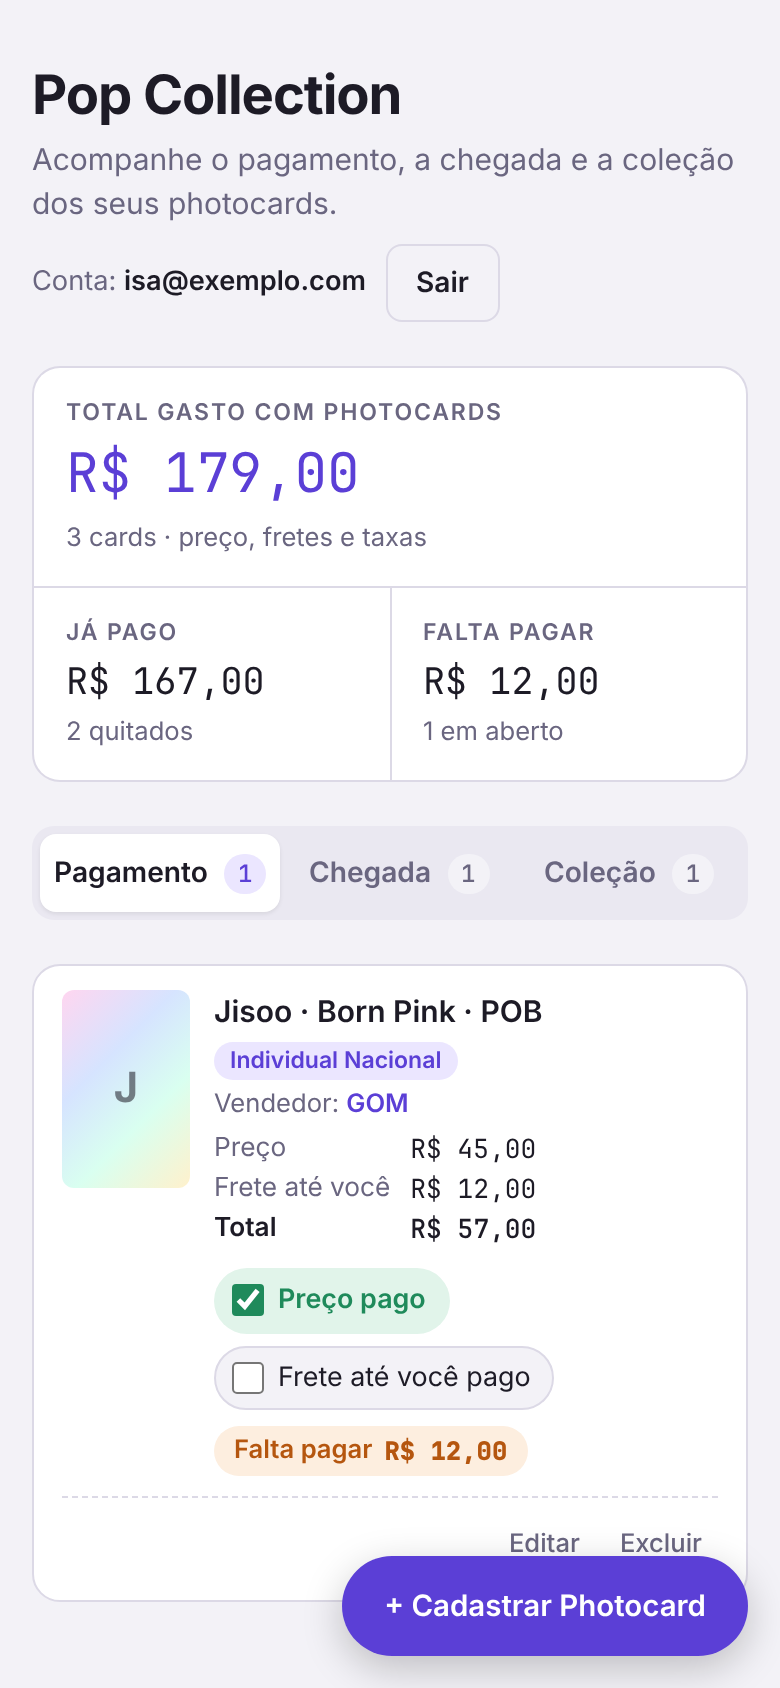 Pop Collection
Acompanhe o pagamento, a chegada e a coleção
dos seus photocards.
Conta: isa@exemplo.com Sair
TOTAL GASTO COM PHOTOCARDS
R$ 179,00
3 cards · preço, fretes e taxas
JÁ PAGO
R$ 167,00
2 quitados
FALTA PAGAR
R$ 12,00
1 em aberto
Pagamento 1 Chegada 1 Coleção 1
J
Jisoo · Born Pink · POB
Individual Nacional
Vendedor: GOM
Preço R$ 45,00
Frete até você R$ 12,00
Total R$ 57,00
Preço pago
Frete até você pago
Falta pagar R$ 12,00
Editar Excluir
+ Cadastrar Photocard